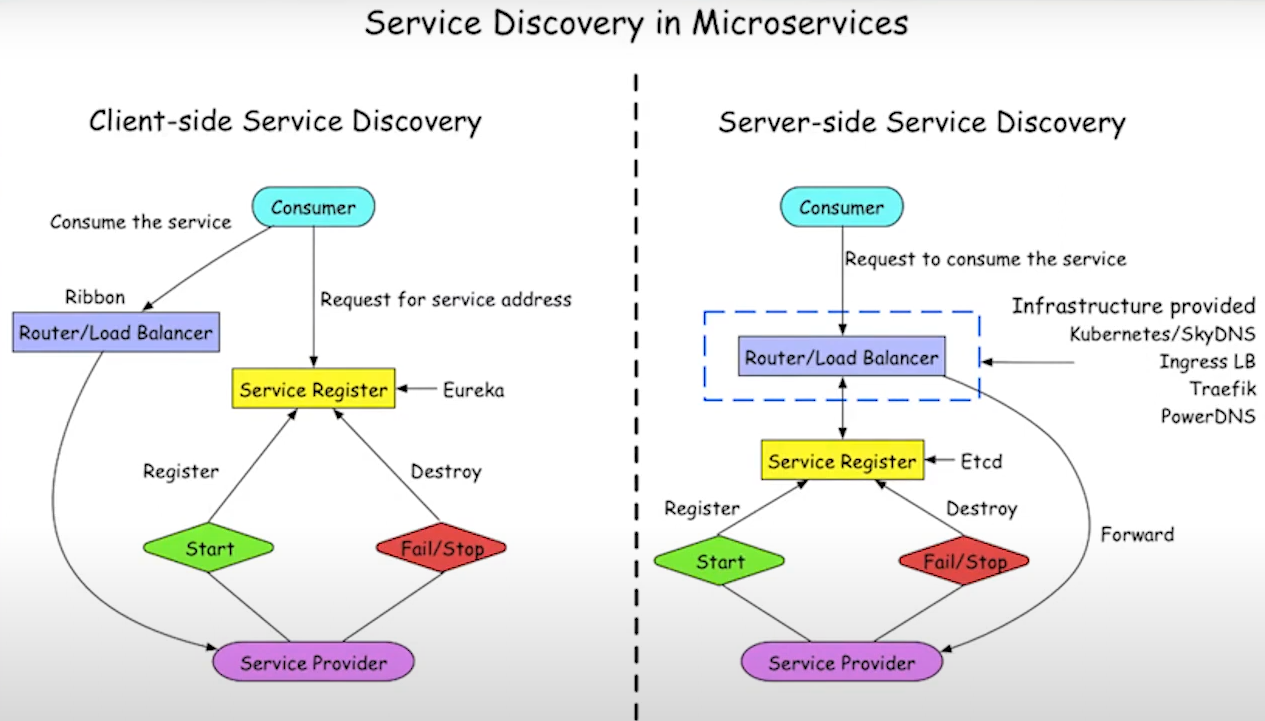 Service Discovery in Microservices
Client-side Service Discovery
Consumer
Consume the service
Request for service address
Ribbon
Router/Load Balancer
Service Register
Eureka
Register
Destroy
Start
Fail/Stop
Service Provider
Server-side Service Discovery
Consumer
Request to consume the service
Infrastructure provided
Kubernetes/SkyDNS
Ingress LB
Traefik
PowerDNS
Router/Load Balancer
Service Register
Etcd
Register
Destroy
Start
Fail/Stop
Forward
Service Provider